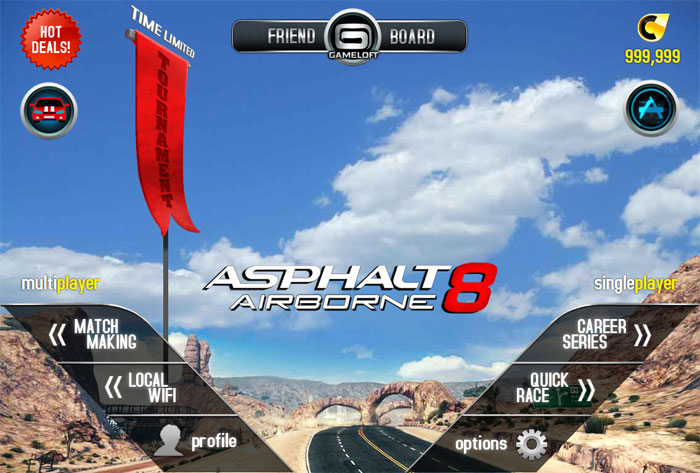 HOT
DEALS!
TIME LIMITED
TOURNAMENT
FRIEND
BOARD
G
GAMELOFT
999,999
ASPHALT 8
AIRBORNE
multiplayer
MATCH
MAKING
LOCAL
WIFI
profile
singleplayer
CAREER
SERIES
QUICK
RACE
options